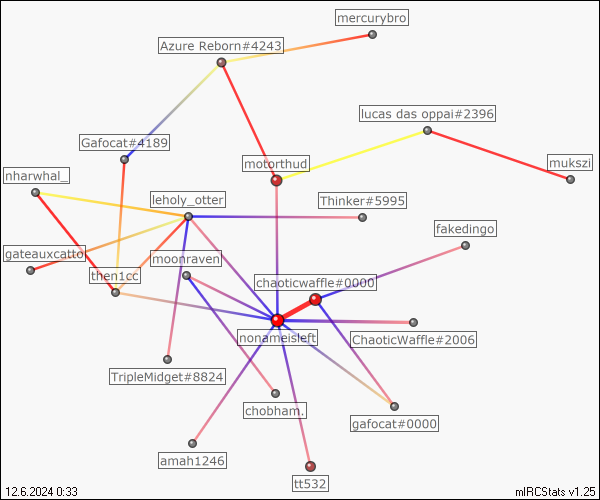 mercurybro
Azure Reborn#4243
lucas das oppai#2396
Gafocat#4189
motorthud
mukszi
nharwhal_
leholy_otter
Thinker#5995
fakedingo
gateauxcatto
moonraven
then1cc
chaoticwaffle#0000
nonameisleft
ChaoticWaffle#2006
TripleMidget#8824
chobham.
gafocat#0000
amah1246
tt532
12.6.2024 0:33
mIRCStats v1.25